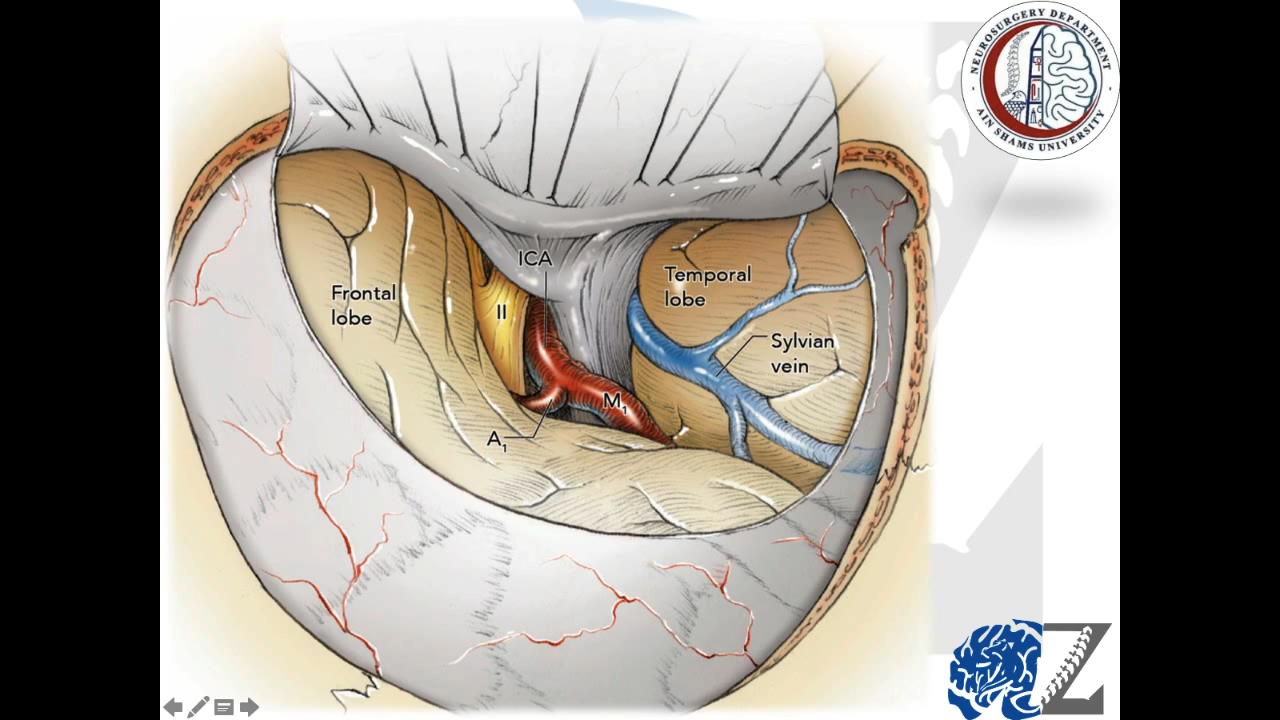 NEUROSURGERY DEPARTMENT
AIN SHAMS UNIVERSITY
ICA
Temporal
lobe
Frontal
lobe
II
Sylvian
vein
M₁
A₁
Z